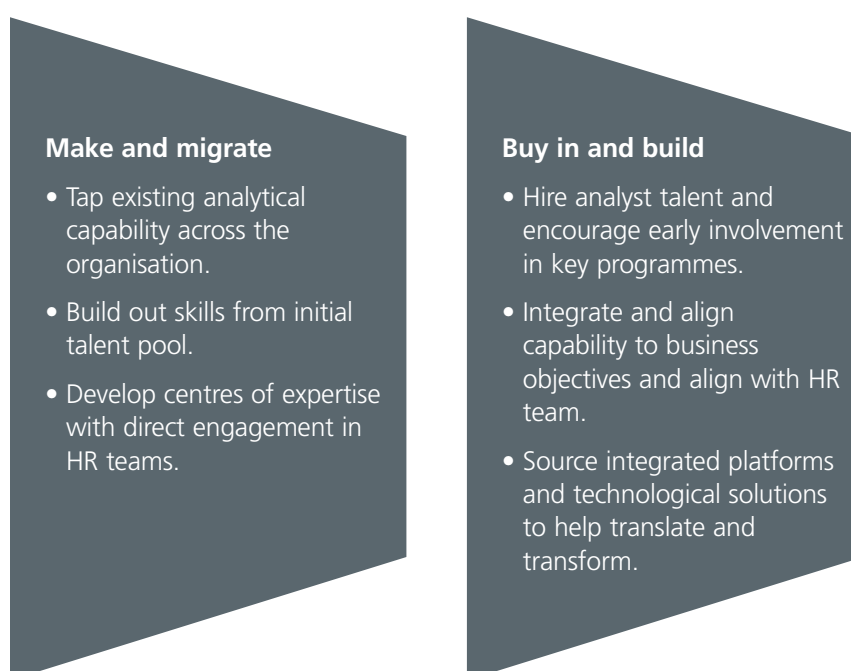 Make and migrate
• Tap existing analytical
capability across the
organisation.
• Build out skills from initial
talent pool.
• Develop centres of expertise
with direct engagement in
HR teams.
Buy in and build
• Hire analyst talent and
encourage early involvement
in key programmes.
• Integrate and align
capability to business
objectives and align with HR
team.
• Source integrated platforms
and technological solutions
to help translate and
transform.